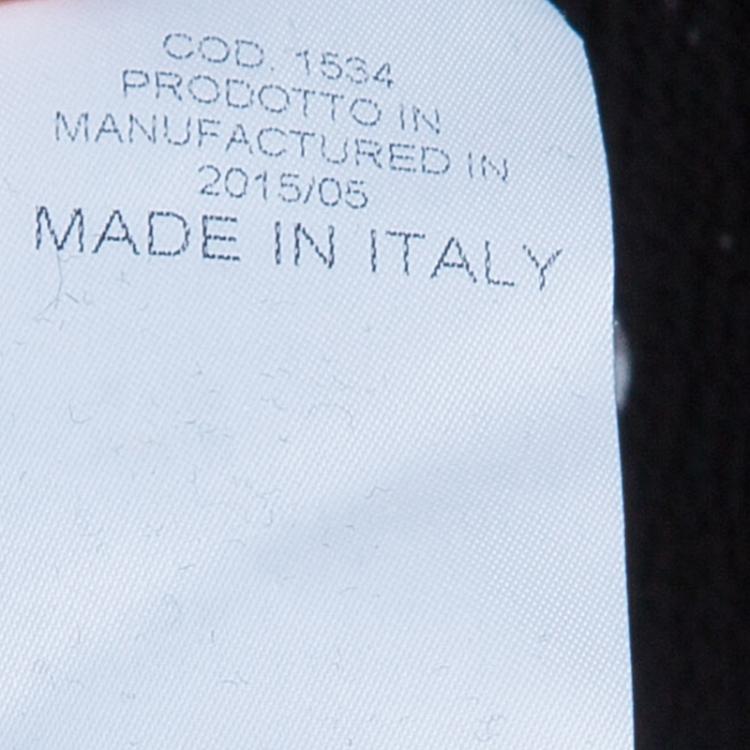 COD. 1534
PRODOTTO IN
MANUFACTURED IN
2015/05
MADE IN ITALY